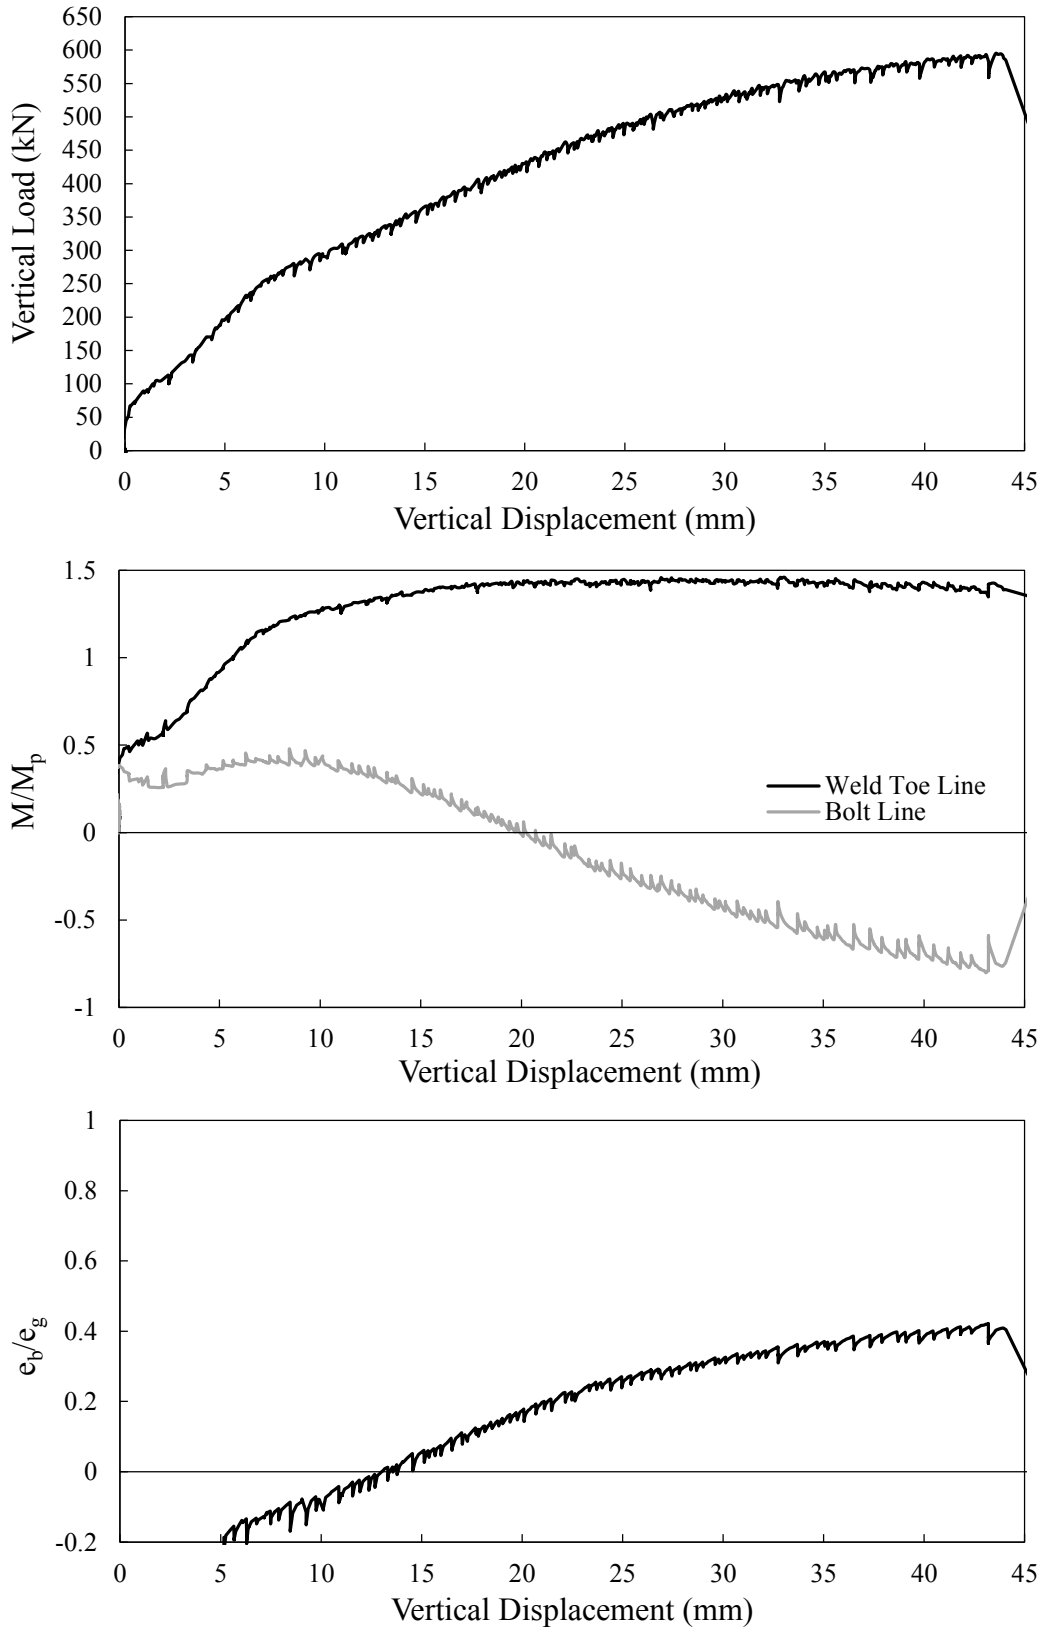 650
600
550
500
450
400
350
300
250
200
150
100
50
0
Vertical Load (kN)
0 5 10 15 20 25 30 35 40 45
Vertical Displacement (mm)
1.5
1
0.5
0
-0.5
-1
M/Mp
Weld Toe Line
Bolt Line
0 5 10 15 20 25 30 35 40 45
Vertical Displacement (mm)
1
0.8
0.6
0.4
0.2
0
-0.2
eb/eg
0 5 10 15 20 25 30 35 40 45
Vertical Displacement (mm)